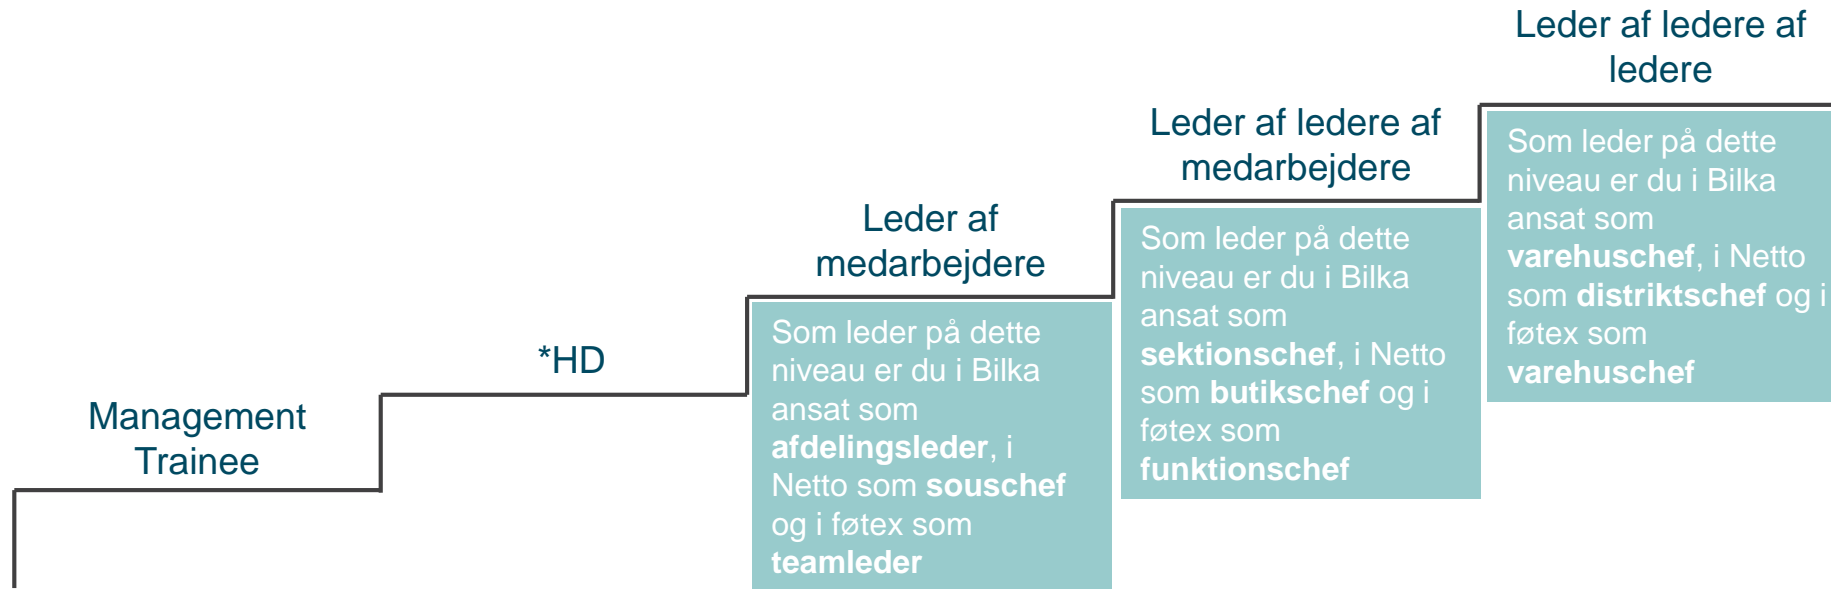 Management
Trainee
*HD
Leder af
medarbejdere
Som leder på dette
niveau er du i Bilka
ansat som
afdelingsleder, i
Netto som souschef
og i føtex som
teamleder
Leder af ledere af
medarbejdere
Som leder på dette
niveau er du i Bilka
ansat som
sektionschef, i Netto
som butikschef og i
føtex som
funktionschef
Leder af ledere af
ledere
Som leder på dette
niveau er du i Bilka
ansat som
varehuschef, i Netto
som distriktschef og i
føtex som
varehuschef